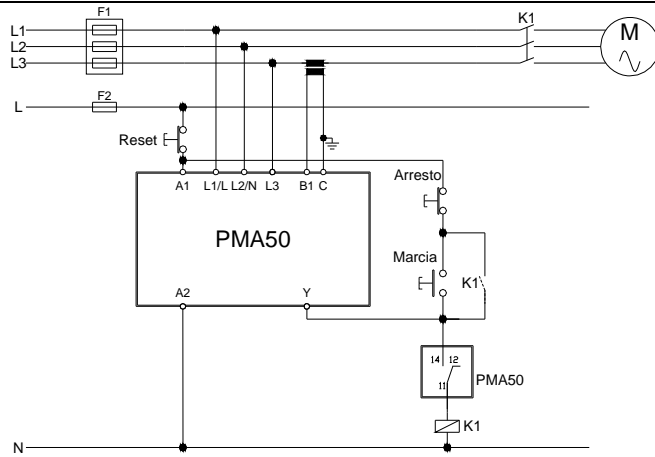 F1
K1
L1
L2
L3
M
L
F2
Reset
A1 L1/L L2/N L3 B1 C
Arresto
PMA50
Marcia
K1
A2 Y
14 12
11
PMA50
K1
N